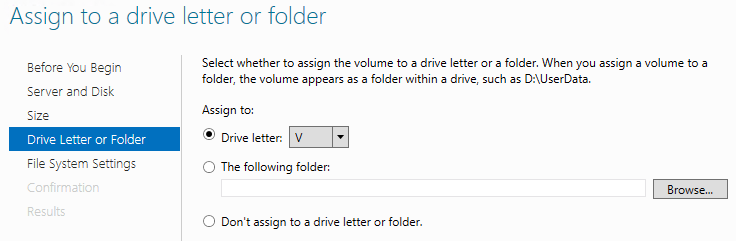 Assign to a drive letter or folder
Before You Begin
Server and Disk
Size
Drive Letter or Folder
File System Settings
Confirmation
Results
Select whether to assign the volume to a drive letter or a folder. When you assign a volume to a
folder, the volume appears as a folder within a drive, such as D:\UserData.
Assign to:
Drive letter: V
The following folder:
Browse...
Don't assign to a drive letter or folder.